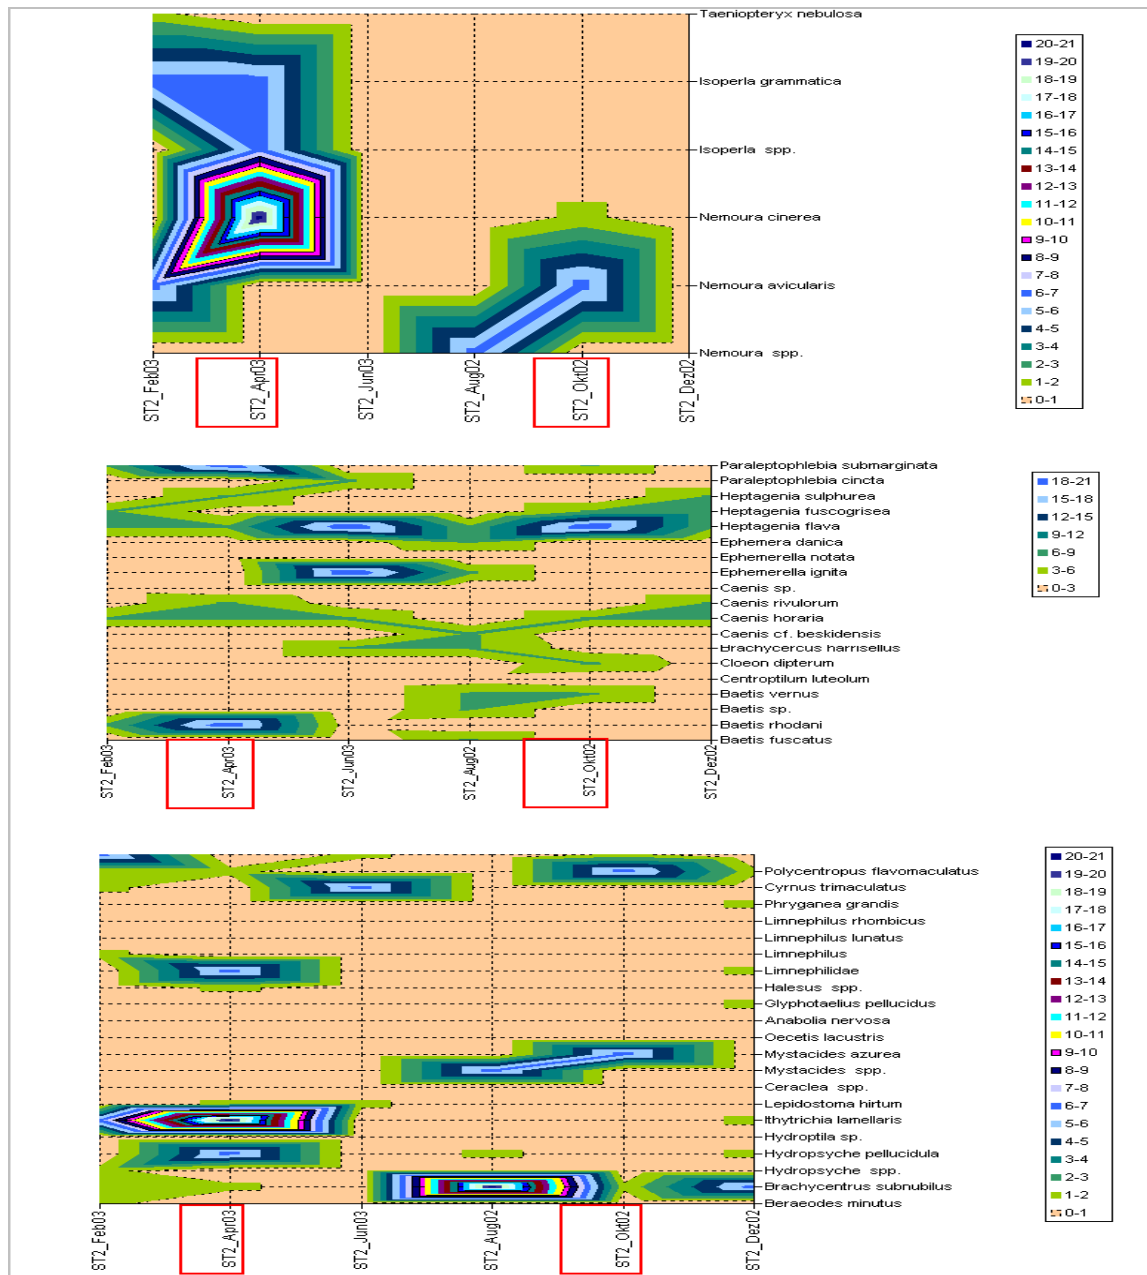 Taeniopteryx nebulosa
Isoperla grammatica
Isoperla spp.
Nemoura cinerea
Nemoura avicularis
Nemoura spp.
ST2_Feb03
ST2_Apr03
ST2_Jun03
ST2_Aug02
ST2_Okt02
ST2_Dez02
20-21
19-20
18-19
17-18
16-17
15-16
14-15
13-14
12-13
11-12
10-11
9-10
8-9
7-8
6-7
5-6
4-5
3-4
2-3
1-2
0-1
Paraleptophlebia submarginata
Paraleptophlebia cincta
Heptagenia sulphurea
Heptagenia fuscogrisea
Heptagenia flava
Ephemera danica
Ephemerella notata
Ephemerella ignita
Caenis sp.
Caenis rivulorum
Caenis horaria
Caenis cf. beskidensis
Brachycercus harrisellus
Cloeon dipterum
Centroptilum luteolum
Baetis vernus
Baetis sp.
Baetis rhodani
Baetis fuscatus
ST2_Feb03
ST2_Apr03
ST2_Jun03
ST2_Aug02
ST2_Okt02
ST2_Dez02
18-21
15-18
12-15
9-12
6-9
3-6
0-3
Polycentropus flavomaculatus
Cyrnus trimaculatus
Phryganea grandis
Limnephilus rhombicus
Limnephilus lunatus
Limnephilus
Limnephilidae
Halesus spp.
Glyphotaelius pellucidus
Anabolia nervosa
Oecetis lacustris
Mystacides azurea
Mystacides spp.
Ceraclea spp.
Lepidostoma hirtum
Ithytrichia lamellaris
Hydroptila sp.
Hydropsyche pellucidula
Hydropsyche spp.
Brachycentrus subnubilus
Beraeodes minutus
ST2_Feb03
ST2_Apr03
ST2_Jun03
ST2_Aug02
ST2_Okt02
ST2_Dez02
20-21
19-20
18-19
17-18
16-17
15-16
14-15
13-14
12-13
11-12
10-11
9-10
8-9
7-8
6-7
5-6
4-5
3-4
2-3
1-2
0-1